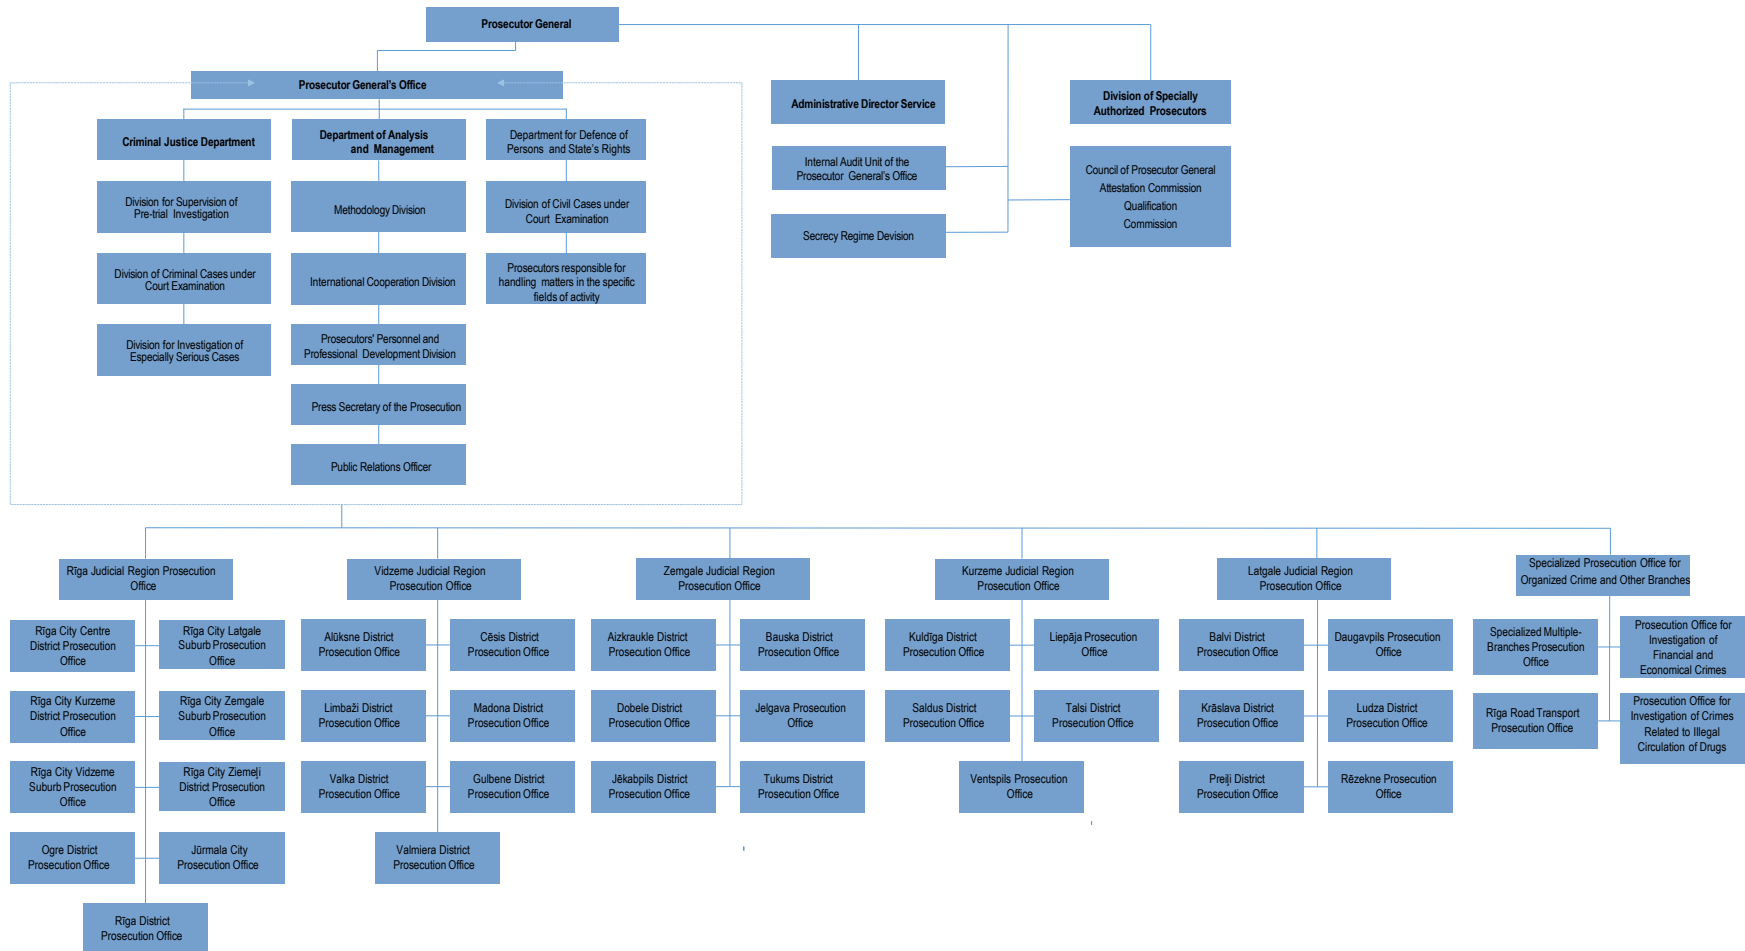 Prosecutor General
Prosecutor General's Office
Administrative Director Service
Division of Specially
Authorized Prosecutors
Criminal Justice Department
Department of Analysis
and Management
Department for Defence of
Persons and State's Rights
Internal Audit Unit of the
Prosecutor General's Office
Council of Prosecutor General
Attestation Commission
Qualification
Commission
Division for Supervision of
Pre-trial Investigation
Methodology Division
Division of Civil Cases under
Court Examination
Secrecy Regime Devision
Division of Criminal Cases under
Court Examination
International Cooperation Division
Prosecutors responsible for
handling matters in the specific
fields of activity
Division for Investigation of
Especially Serious Cases
Prosecutors' Personnel and
Professional Development Division
Press Secretary of the Prosecution
Public Relations Officer
Rīga Judicial Region Prosecution
Office
Vidzeme Judicial Region
Prosecution Office
Zemgale Judicial Region
Prosecution Office
Kurzeme Judicial Region
Prosecution Office
Latgale Judicial Region
Prosecution Office
Specialized Prosecution Office for
Organized Crime and Other Branches
Rīga City Centre
District Prosecution
Office
Rīga City Latgale
Suburb Prosecution
Office
Alūksne District
Prosecution Office
Cēsis District
Prosecution Office
Aizkraukle District
Prosecution Office
Bauska District
Prosecution Office
Kuldīga District
Prosecution Office
Liepāja Prosecution
Office
Balvi District
Prosecution Office
Daugavpils Prosecution
Office
Specialized Multiple-
Branches Prosecution
Office
Prosecution Office for
Investigation of
Financial and
Economical Crimes
Rīga City Kurzeme
District Prosecution
Office
Rīga City Zemgale
Suburb Prosecution
Office
Limbaži District
Prosecution Office
Madona District
Prosecution Office
Dobele District
Prosecution Office
Jelgava Prosecution
Office
Saldus District
Prosecution Office
Talsi District
Prosecution Office
Krāslava District
Prosecution Office
Ludza District
Prosecution Office
Rīga Road Transport
Prosecution Office
Prosecution Office for
Investigation of Crimes
Related to Illegal
Circulation of Drugs
Rīga City Vidzeme
Suburb Prosecution
Office
Rīga City Ziemeļi
District Prosecution
Office
Valka District
Prosecution Office
Gulbene District
Prosecution Office
Jēkabpils District
Prosecution Office
Tukums District
Prosecution Office
Ventspils Prosecution
Office
Preiļi District
Prosecution Office
Rēzekne Prosecution
Office
Ogre District
Prosecution Office
Jūrmala City
Prosecution Office
Valmiera District
Prosecution Office
Rīga District
Prosecution Office